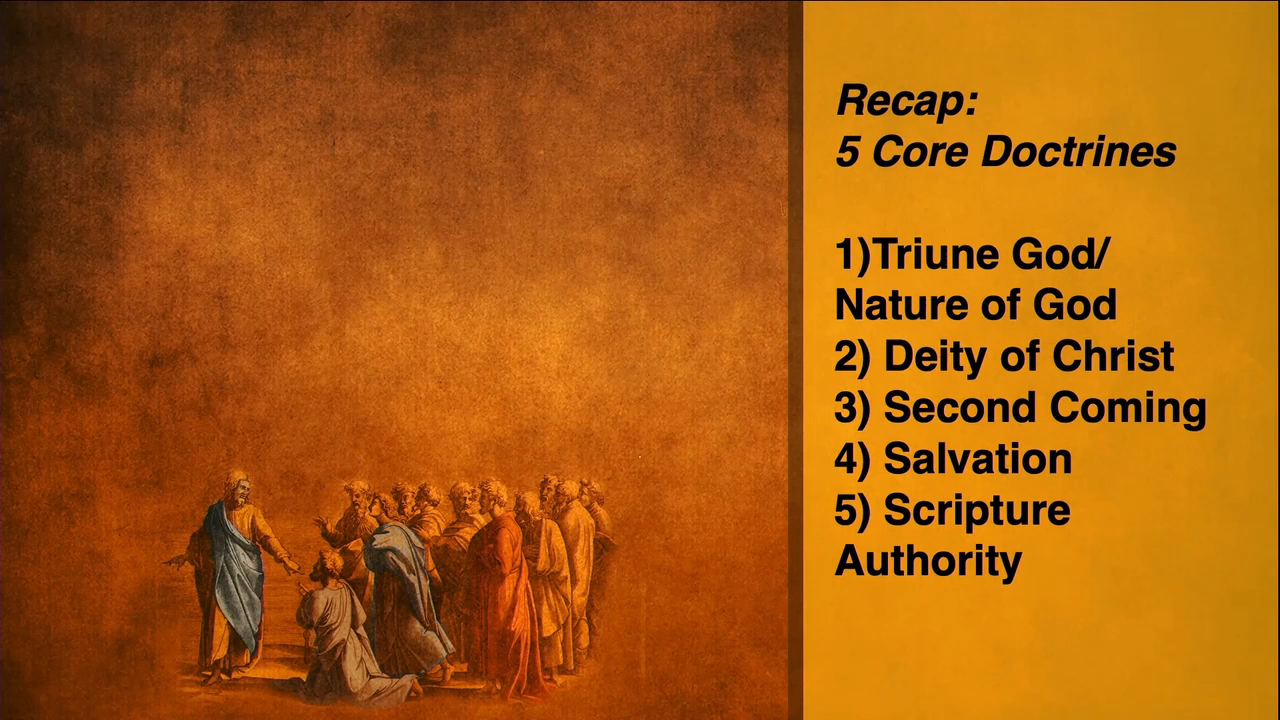 Recap:
5 Core Doctrines
1)Triune God/
Nature of God
2) Deity of Christ
3) Second Coming
4) Salvation
5) Scripture
Authority